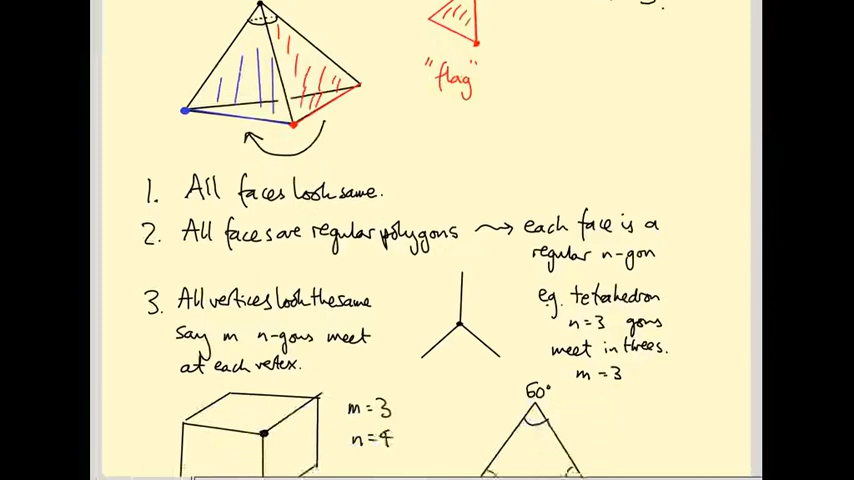 "flag"
1. All faces look same.
2. All faces are regular polygons ⟿ each face is a
regular n-gon
3. All vertices look the same
say m n-gons meet
at each vertex.
e.g. tetrahedron
n=3 gons
meet in threes.
m=3
m=3
n=4
60°